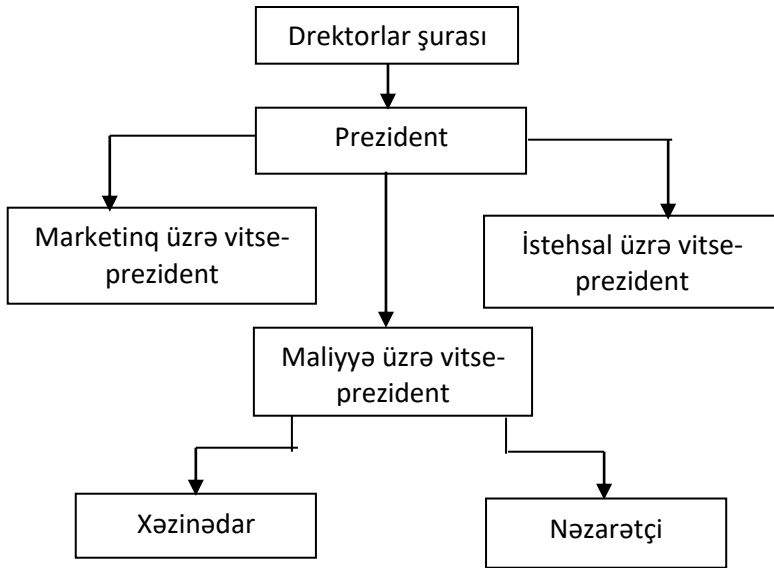 Drektorlar şurası
Prezident
Marketinq üzrə vitse-
prezident
İstehsal üzrə vitse-
prezident
Maliyyə üzrə vitse-
prezident
Xəzinədar
Nəzarətçi